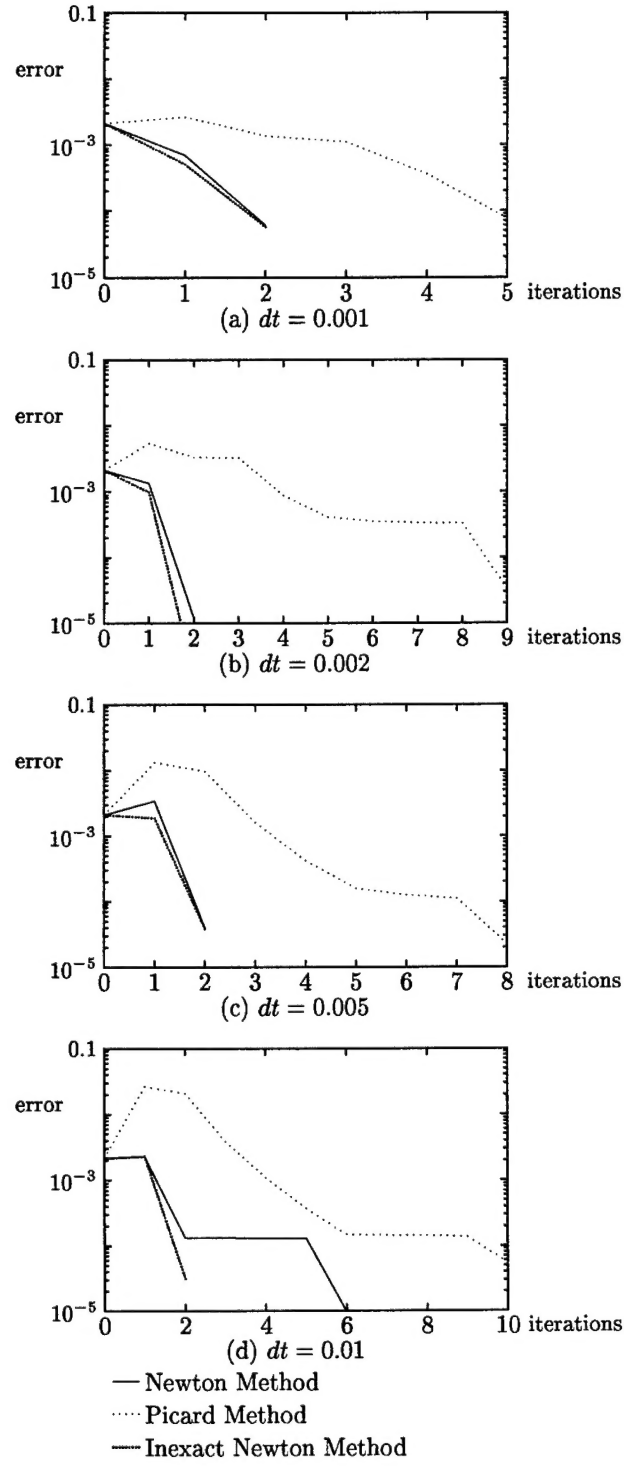 0.1
error
10⁻³
10⁻⁵
0 1 2 3 4 5 iterations
(a) dt = 0.001
0.1
error
10⁻³
10⁻⁵
0 1 2 3 4 5 6 7 8 9 iterations
(b) dt = 0.002
0.1
error
10⁻³
10⁻⁵
0 1 2 3 4 5 6 7 8 iterations
(c) dt = 0.005
0.1
error
10⁻³
10⁻⁵
0 2 4 6 8 10 iterations
(d) dt = 0.01
Newton Method
Picard Method
Inexact Newton Method